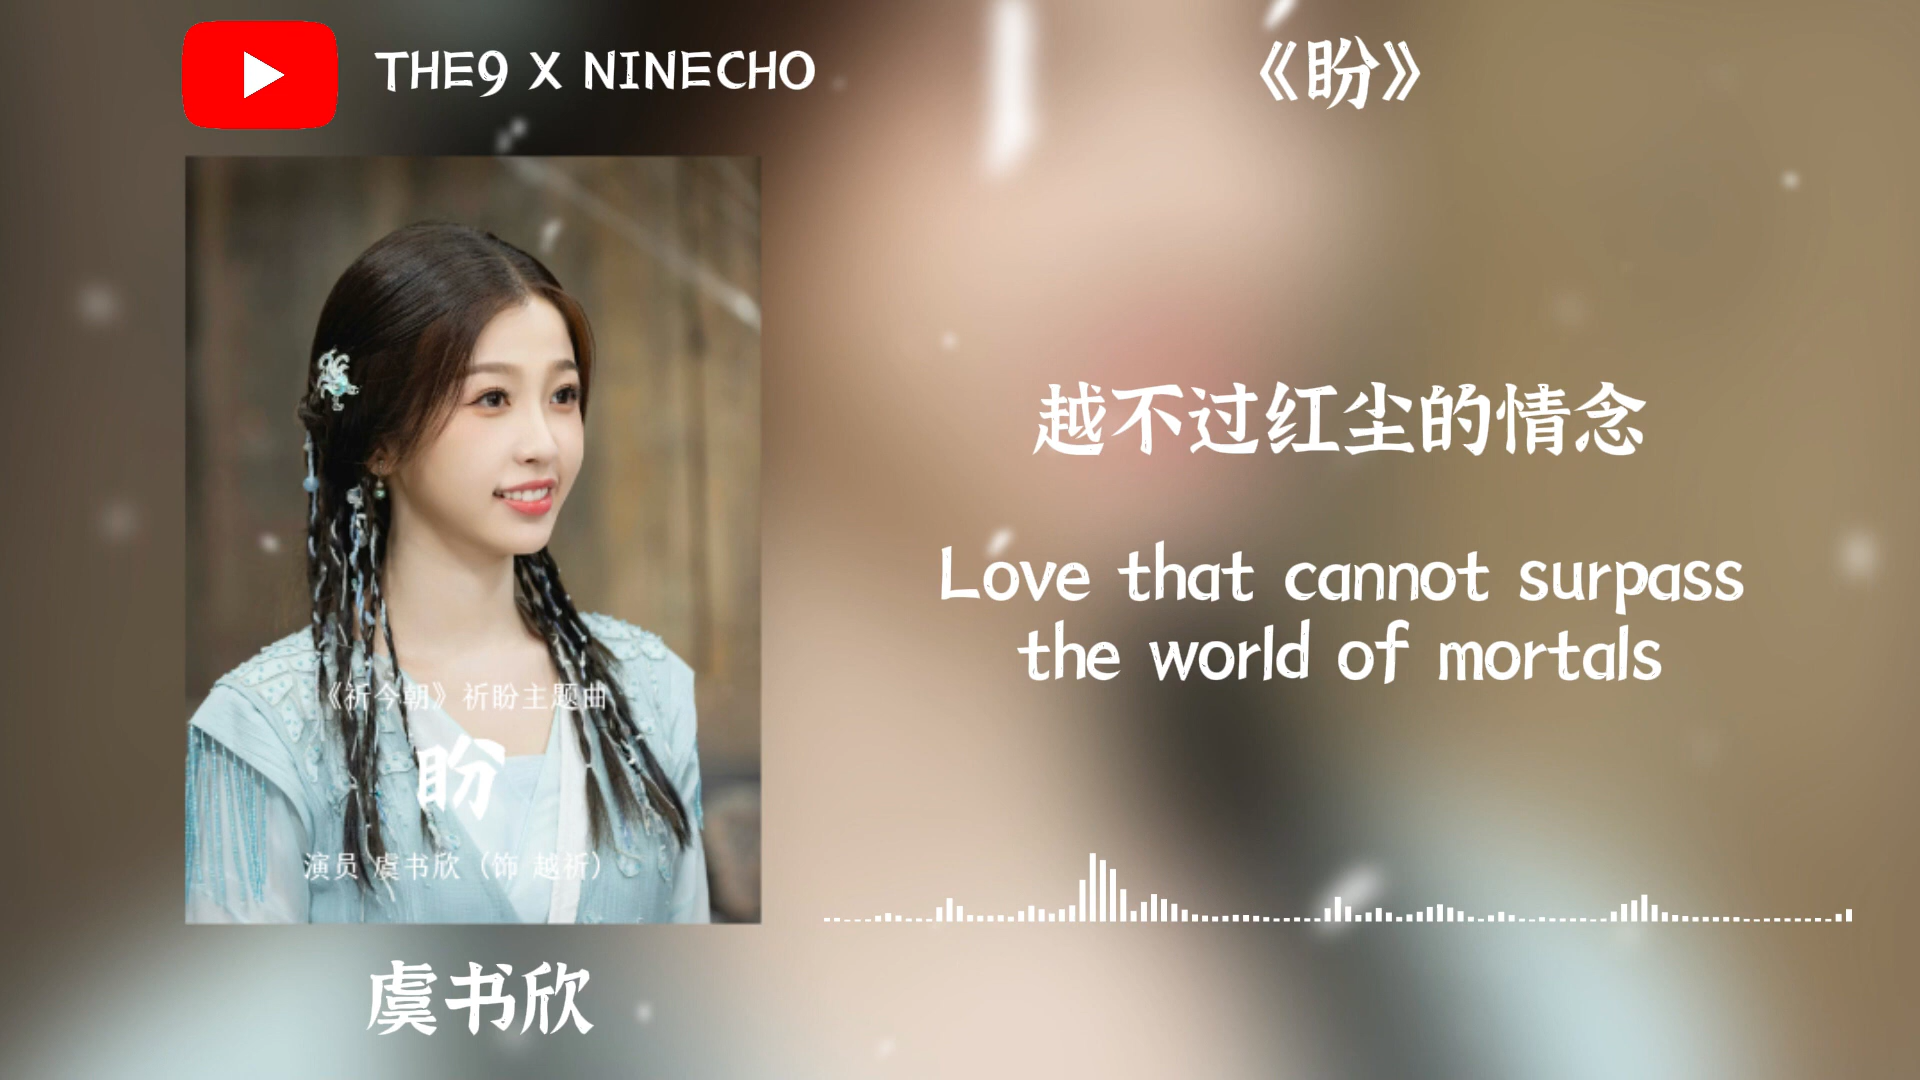 THE9 X NINECHO
《盼》
越不过红尘的情念
Love that cannot surpass
the world of mortals
《祈今朝》祈盼主题曲
盼
演员 虞书欣（饰 越祈）
虞书欣